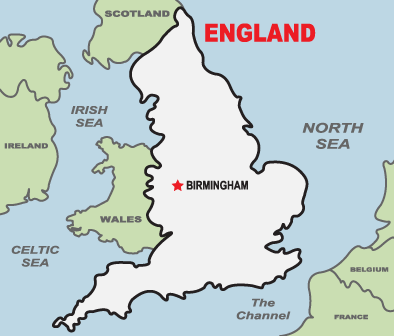 SCOTLAND
ENGLAND
IRISH
SEA
NORTH
SEA
IRELAND
BIRMINGHAM
WALES
CELTIC
SEA
BELGIUM
The
Channel
FRANCE